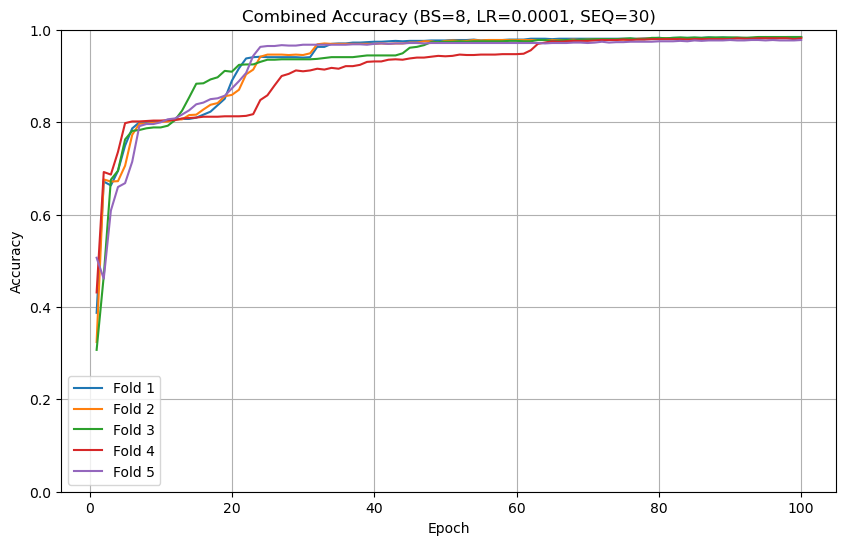 Combined Accuracy (BS=8, LR=0.0001, SEQ=30)
Accuracy
1.0
0.8
0.6
0.4
0.2
0.0
Fold 1
Fold 2
Fold 3
Fold 4
Fold 5
0 20 40 60 80 100
Epoch